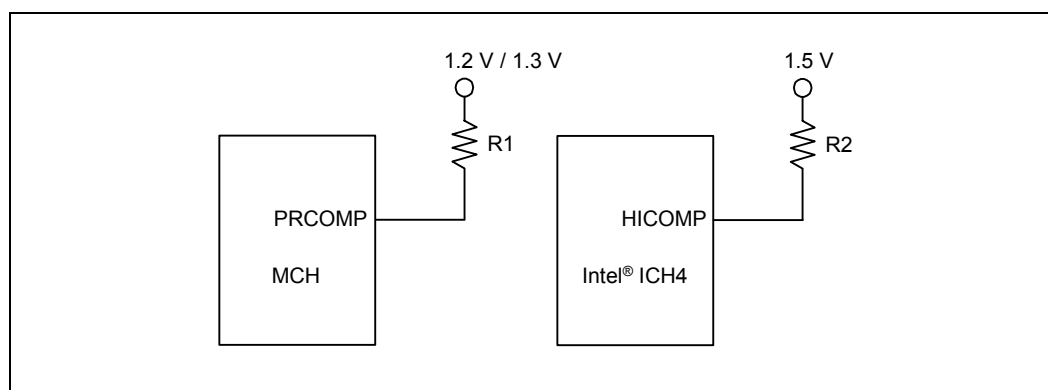 1.2 V / 1.3 V
1.5 V
R1
R2
PRCOMP
HICOMP
MCH
Intel® ICH4